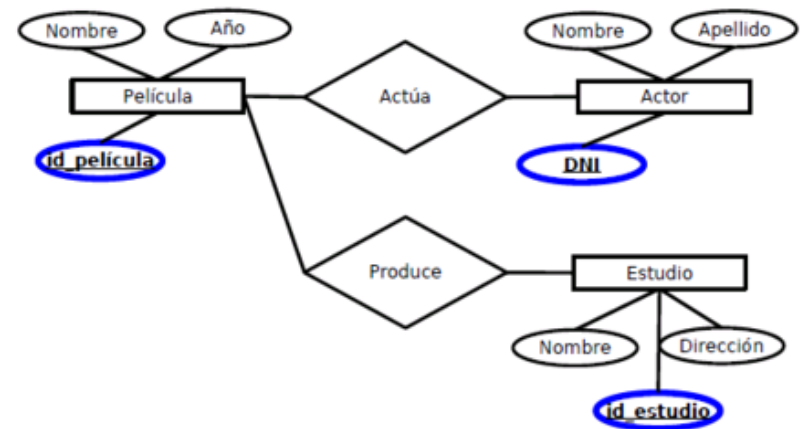 Nombre
Año
Nombre
Apellido
Película
Actúa
Actor
id_película
DNI
Produce
Estudio
Nombre
Dirección
id_estudio